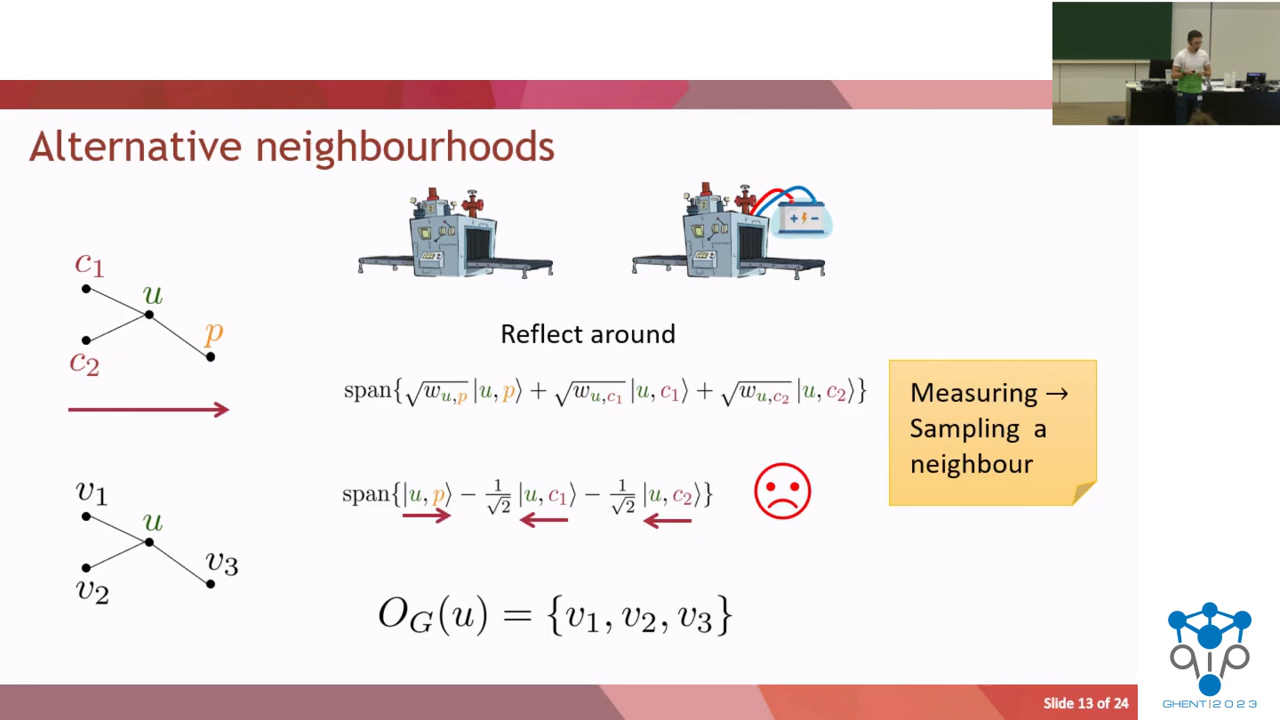 Alternative neighbourhoods
c₁
u
p
c₂
Reflect around
span{√w_{u,p} |u, p⟩ + √w_{u,c₁} |u, c₁⟩ + √w_{u,c₂} |u, c₂⟩}
Measuring →
Sampling a
neighbour
span{|u, p⟩ − 1/√2 |u, c₁⟩ − 1/√2 |u, c₂⟩}
v₁
u
v₃
v₂
O_G(u) = {v₁, v₂, v₃}
Slide 13 of 24
qip
GHENT|2023